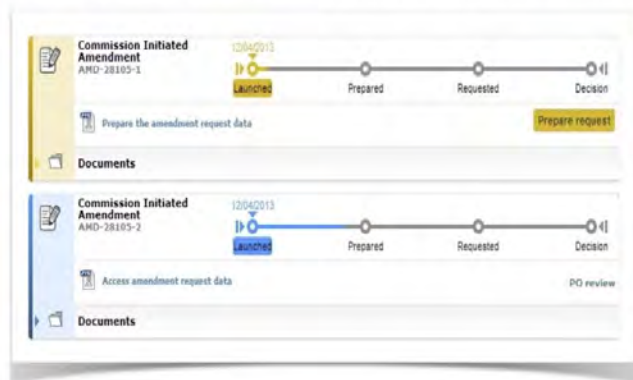 Commission Initiated
Amendment
AMD-28105-1
12/04/2013
Launched
Prepared
Requested
Decision
Prepare the amendment request data
Prepare request
Documents
Commission Initiated
Amendment
AMD-28105-2
12/04/2013
Launched
Prepared
Requested
Decision
Access amendment request data
PO review
Documents